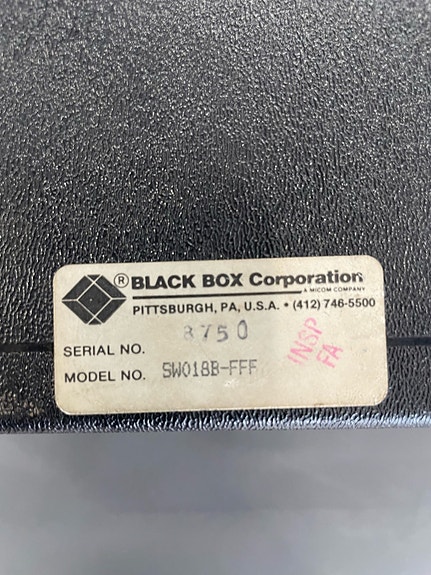 ® BLACK BOX Corporation
A MICOM COMPANY
PITTSBURGH, PA, U.S.A. • (412) 746-5500
SERIAL NO. 8750
MODEL NO. SW018B-FFF
INSP
FA